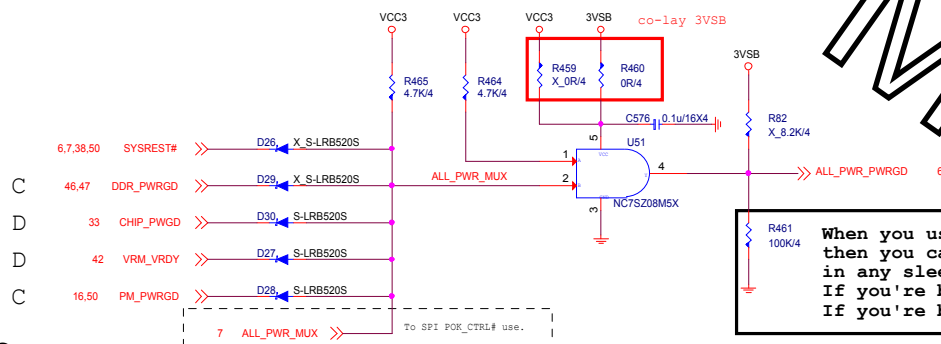 VCC3 VCC3 VCC3 3VSB co-lay 3VSB
3VSB
R465
4.7K/4
R464
4.7K/4
R459
X_0R/4
R460
0R/4
R82
X_8.2K/4
C576 0.1u/16X4
U51
5
VCC
1
A
2
B
4
3
GND
NC7SZ08M5X
6,7,38,50 SYSREST# D26 X_S-LRB520S
C 46,47 DDR_PWRGD D29 X_S-LRB520S ALL_PWR_MUX
ALL_PWR_PWRGD 6
D 33 CHIP_PWGD D30 S-LRB520S
D 42 VRM_VRDY D27 S-LRB520S
C 16,50 PM_PWRGD D28 S-LRB520S
7 ALL_PWR_MUX To SPI POK_CTRL# use.
R461
100K/4
When you us
then you ca
in any slee
If you're h
If you're h